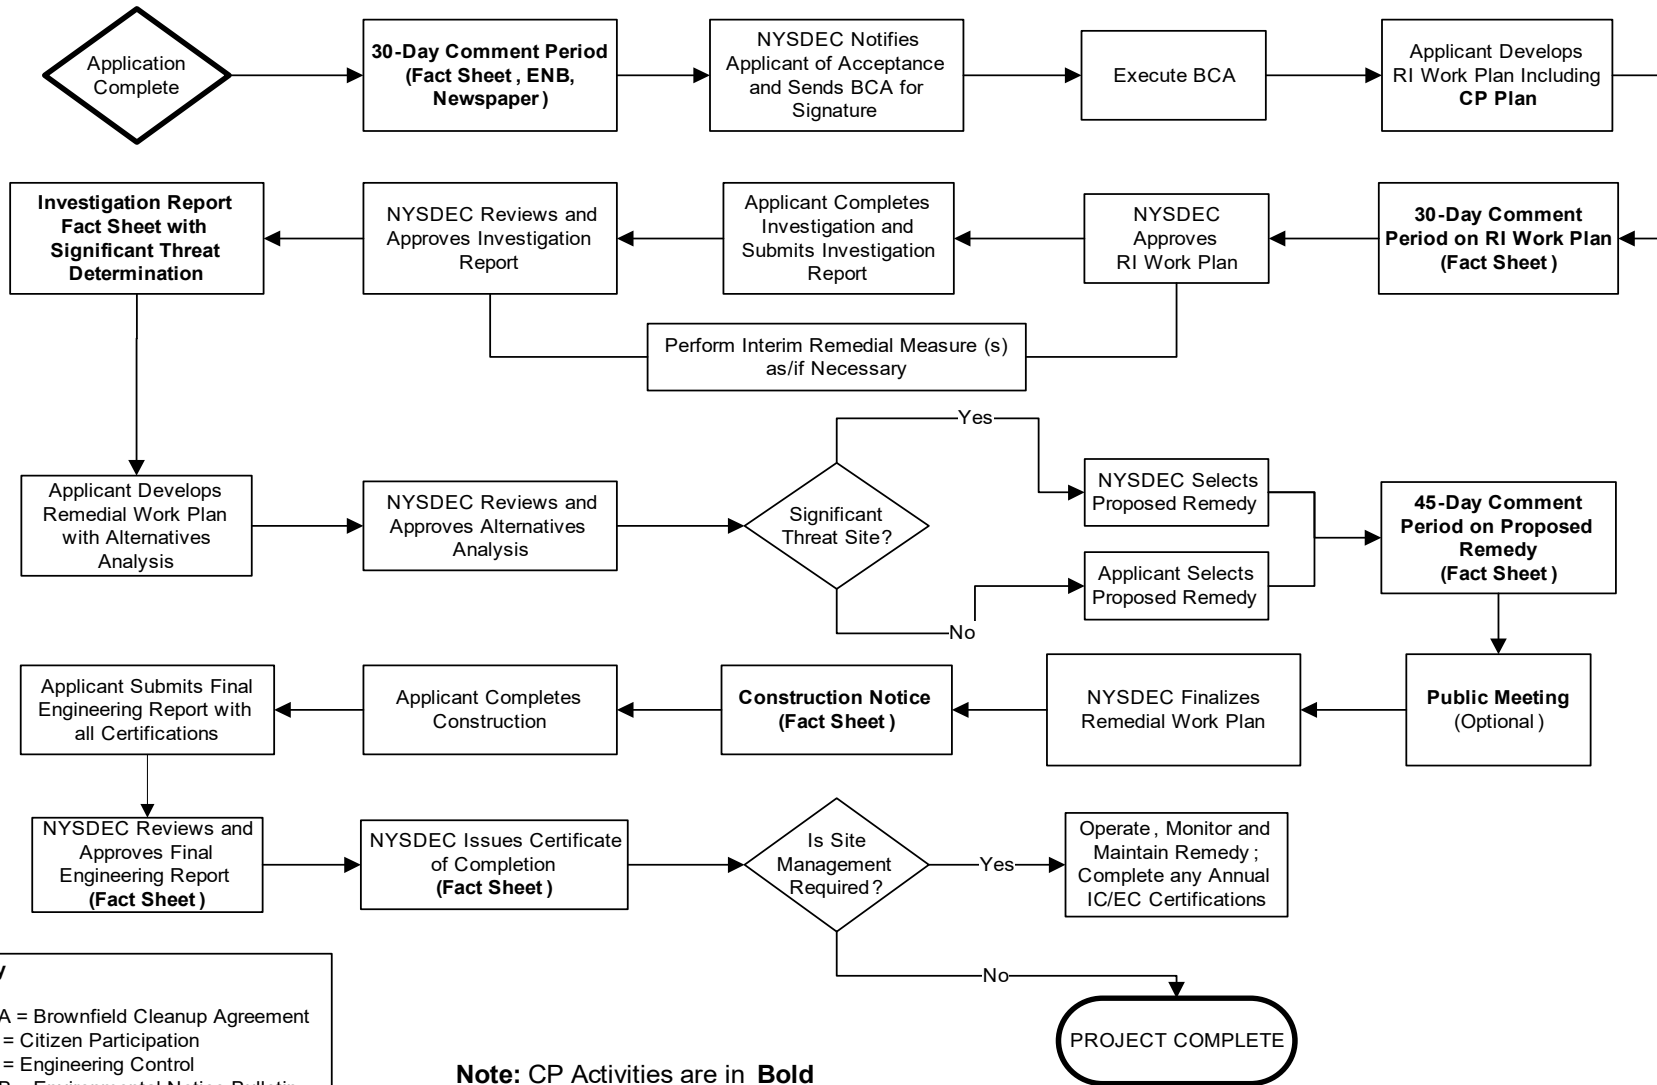 Application
Complete
30-Day Comment Period
(Fact Sheet, ENB,
Newspaper)
NYSDEC Notifies
Applicant of Acceptance
and Sends BCA for
Signature
Execute BCA
Applicant Develops
RI Work Plan Including
CP Plan
30-Day Comment
Period on RI Work Plan
(Fact Sheet)
NYSDEC
Approves
RI Work Plan
Applicant Completes
Investigation and
Submits Investigation
Report
NYSDEC Reviews and
Approves Investigation
Report
Investigation Report
Fact Sheet with
Significant Threat
Determination
Perform Interim Remedial Measure (s)
as/if Necessary
Applicant Develops
Remedial Work Plan
with Alternatives
Analysis
NYSDEC Reviews and
Approves Alternatives
Analysis
Significant
Threat Site?
Yes
NYSDEC Selects
Proposed Remedy
No
Applicant Selects
Proposed Remedy
45-Day Comment
Period on Proposed
Remedy
(Fact Sheet)
Public Meeting
(Optional)
NYSDEC Finalizes
Remedial Work Plan
Construction Notice
(Fact Sheet)
Applicant Completes
Construction
Applicant Submits Final
Engineering Report with
all Certifications
NYSDEC Reviews and
Approves Final
Engineering Report
(Fact Sheet)
NYSDEC Issues Certificate
of Completion
(Fact Sheet)
Is Site
Management
Required?
Yes
Operate, Monitor and
Maintain Remedy;
Complete any Annual
IC/EC Certifications
No
PROJECT COMPLETE
y
A = Brownfield Cleanup Agreement
= Citizen Participation
= Engineering Control
Note: CP Activities are in Bold